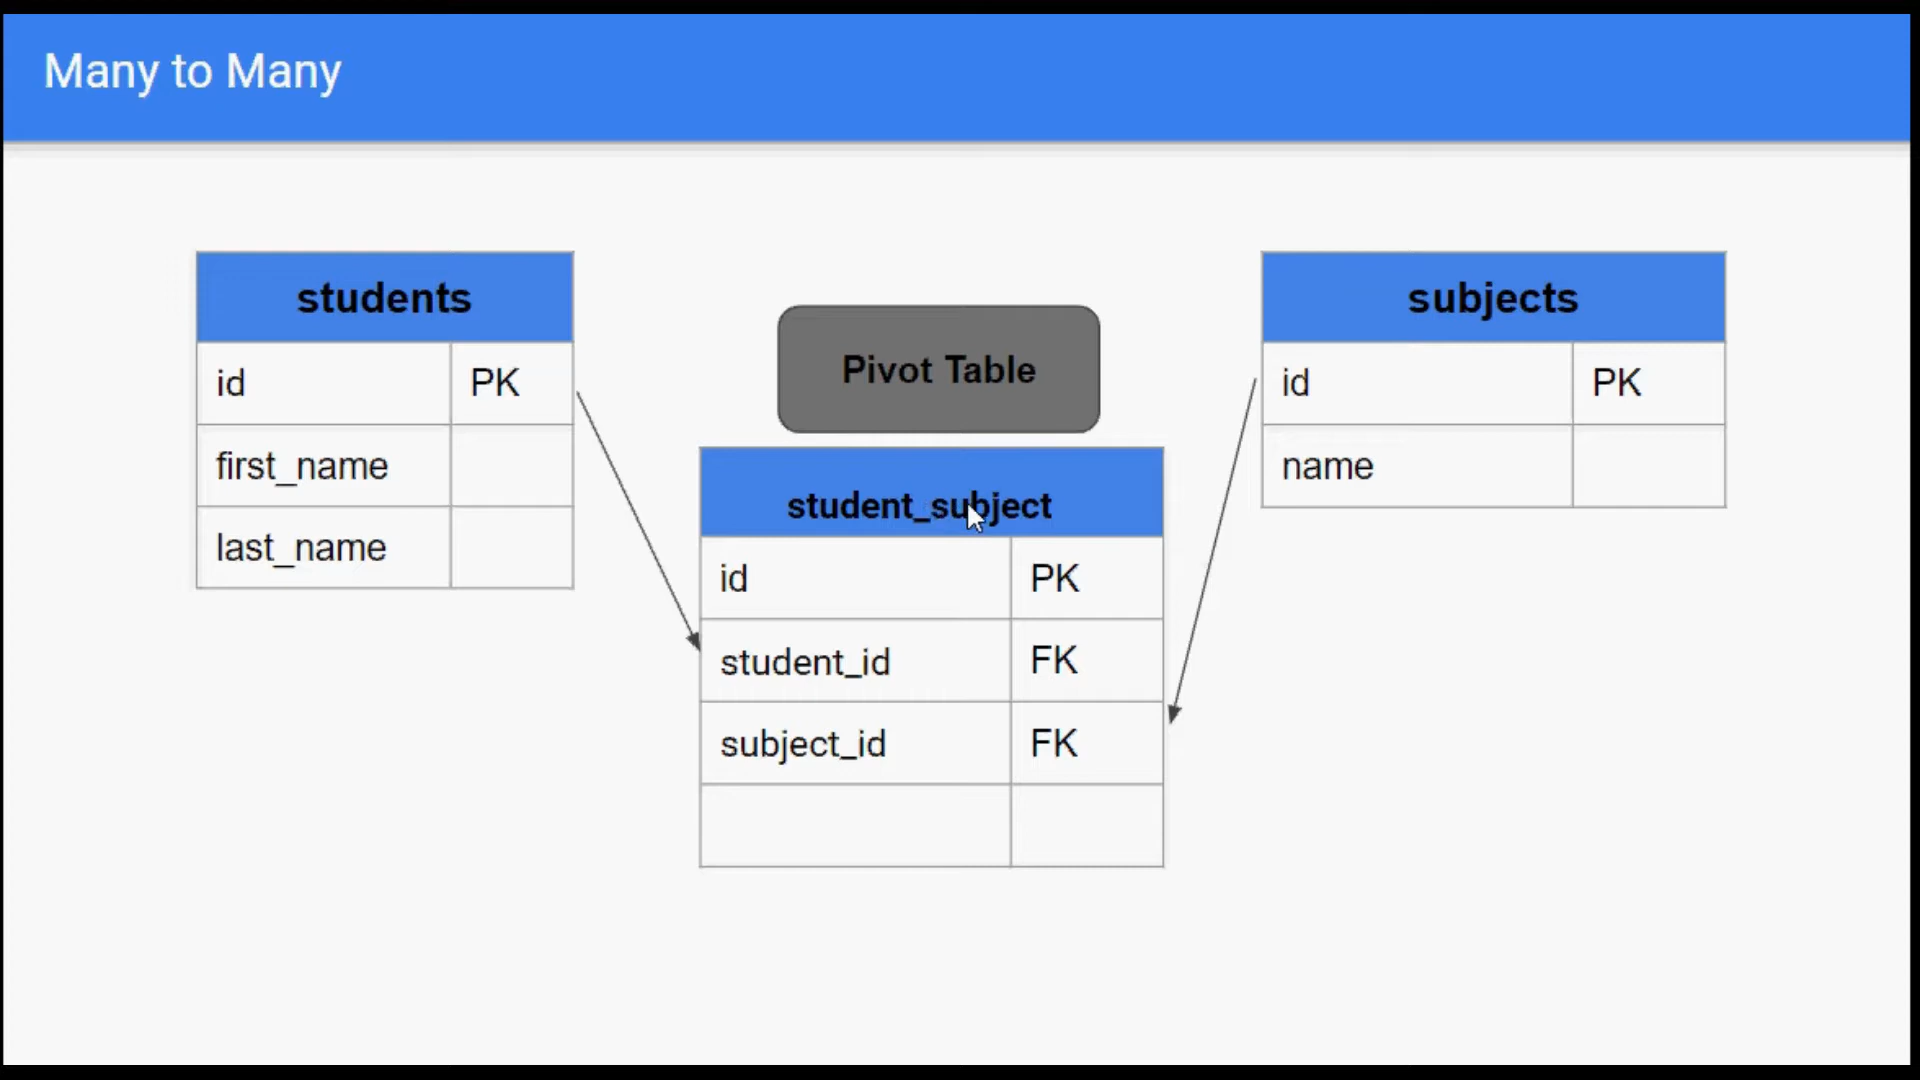 Many to Many
students
id PK
first_name
last_name
Pivot Table
student_subject
id PK
student_id FK
subject_id FK
subjects
id PK
name